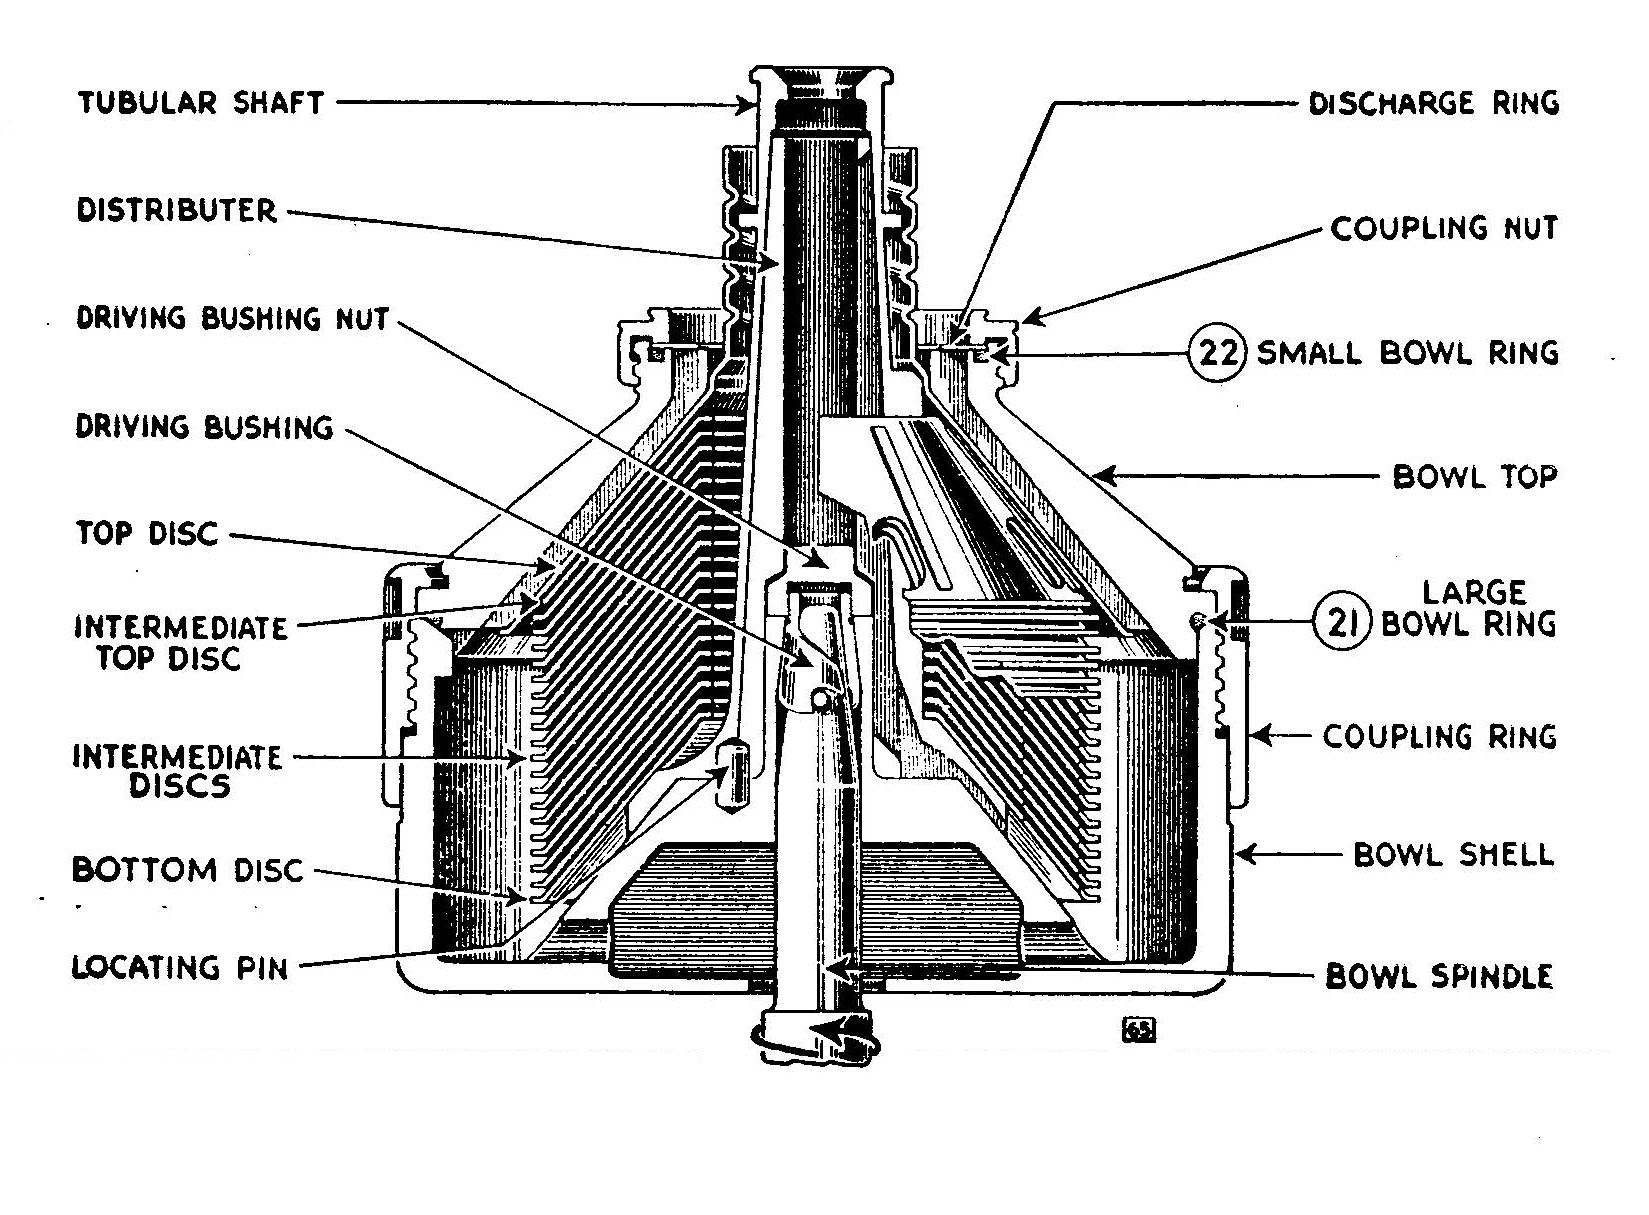 TUBULAR SHAFT
DISTRIBUTER
DRIVING BUSHING NUT
DRIVING BUSHING
TOP DISC
INTERMEDIATE
TOP DISC
INTERMEDIATE
DISCS
BOTTOM DISC
LOCATING PIN
DISCHARGE RING
COUPLING NUT
22 SMALL BOWL RING
BOWL TOP
LARGE
21 BOWL RING
COUPLING RING
BOWL SHELL
BOWL SPINDLE
65